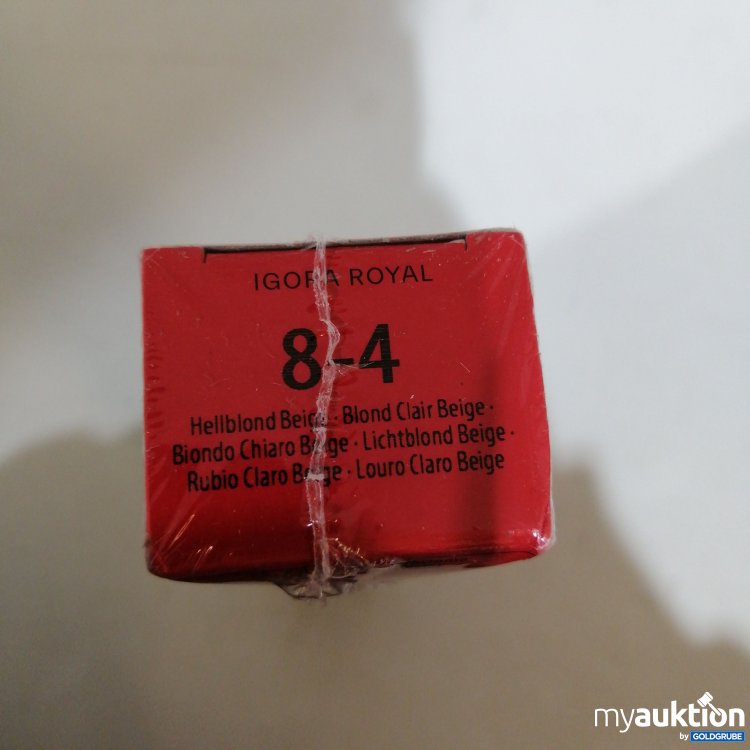 IGORA ROYAL
8-4
Hellblond Beige · Blond Clair Beige ·
Biondo Chiaro Beige · Lichtblond Beige ·
Rubio Claro Beige · Louro Claro Beige
myauktion
by GOLDGRUBE